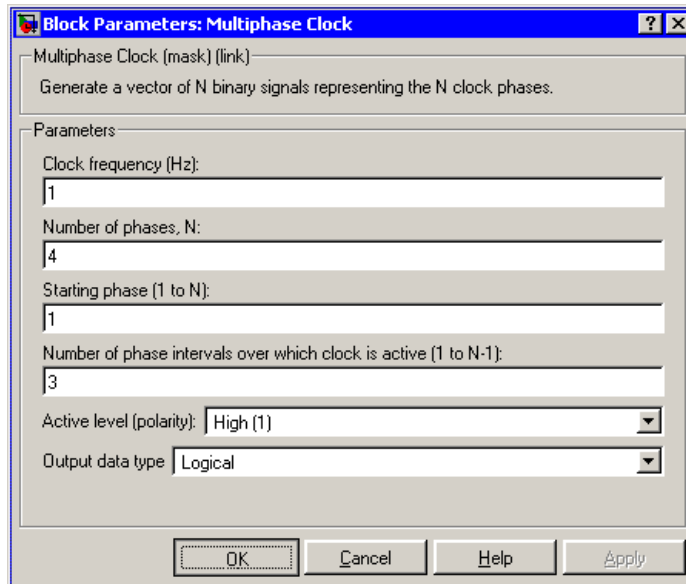 Block Parameters: Multiphase Clock
Multiphase Clock (mask) (link)
Generate a vector of N binary signals representing the N clock phases.
Parameters
Clock frequency (Hz):
1
Number of phases, N:
4
Starting phase (1 to N):
1
Number of phase intervals over which clock is active (1 to N-1):
3
Active level (polarity): High (1)
Output data type Logical
OK Cancel Help Apply